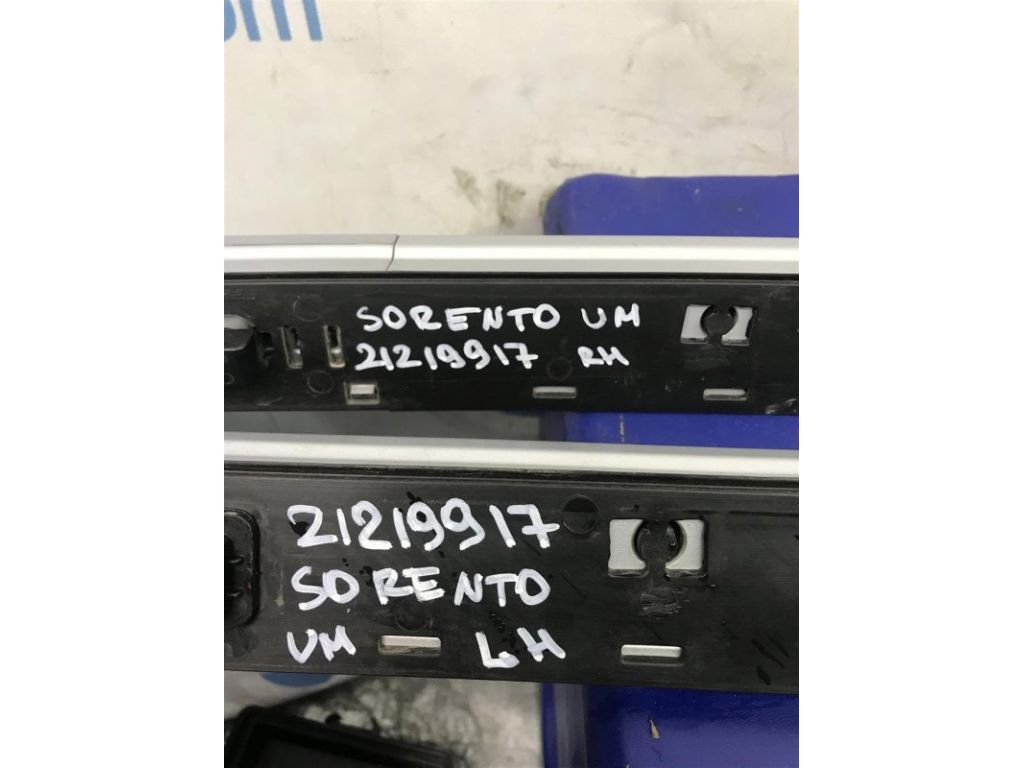 SORENTO UM
21219917 RH
21219917
SORENTO
UM LH